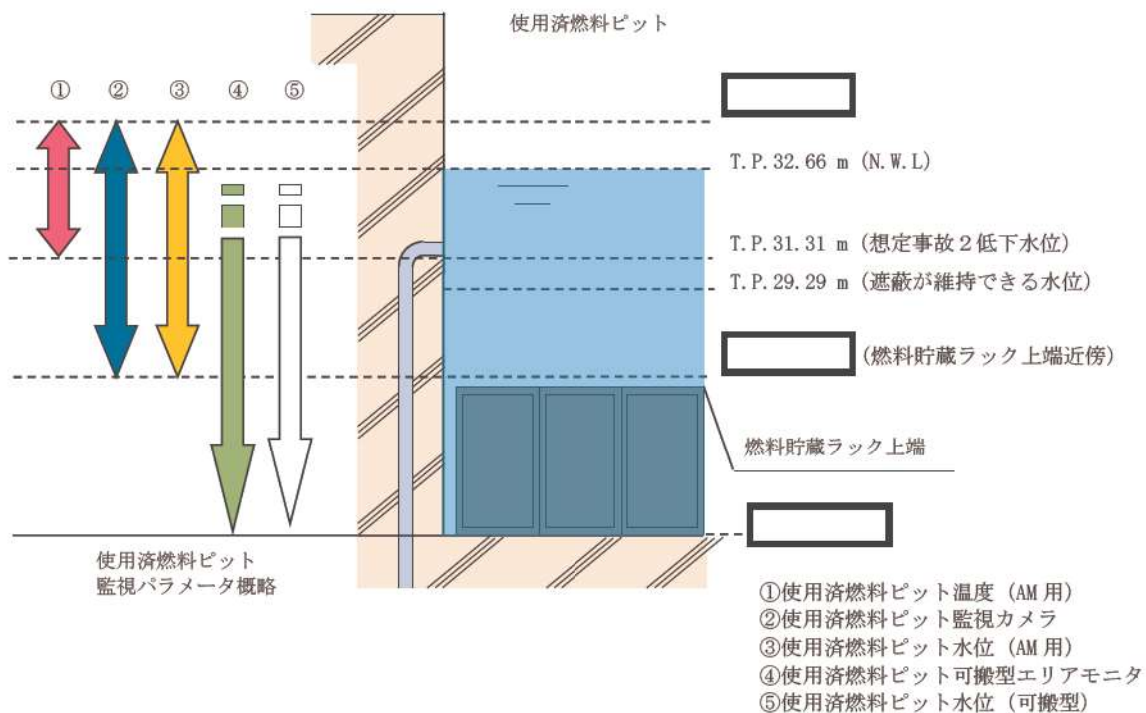 使用済燃料ピット
① ② ③ ④ ⑤
T.P.32.66 m (N.W.L)
T.P.31.31 m (想定事故2低下水位)
T.P.29.29 m (遮蔽が維持できる水位)
(燃料貯蔵ラック上端近傍)
燃料貯蔵ラック上端
使用済燃料ピット
監視パラメータ概略
①使用済燃料ピット温度 (AM用)
②使用済燃料ピット監視カメラ
③使用済燃料ピット水位 (AM用)
④使用済燃料ピット可搬型エリアモニタ
⑤使用済燃料ピット水位 (可搬型)